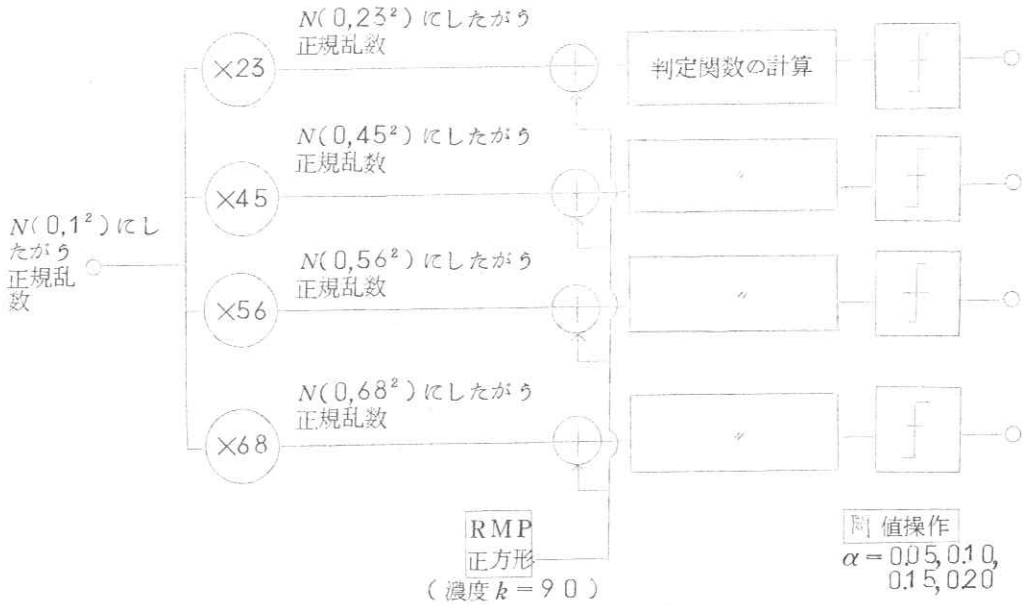 N(0,23²)にしたがう
正規乱数
×23
判定関数の計算
N(0,45²)にしたがう
正規乱数
×45
〃
N(0,1²)にし
たがう
正規乱
数
N(0,56²)にしたがう
正規乱数
×56
〃
N(0,68²)にしたがう
正規乱数
×68
〃
RMP
正方形
(濃度k=90)
値操作
α=0.05,0.10,
0.15,0.20